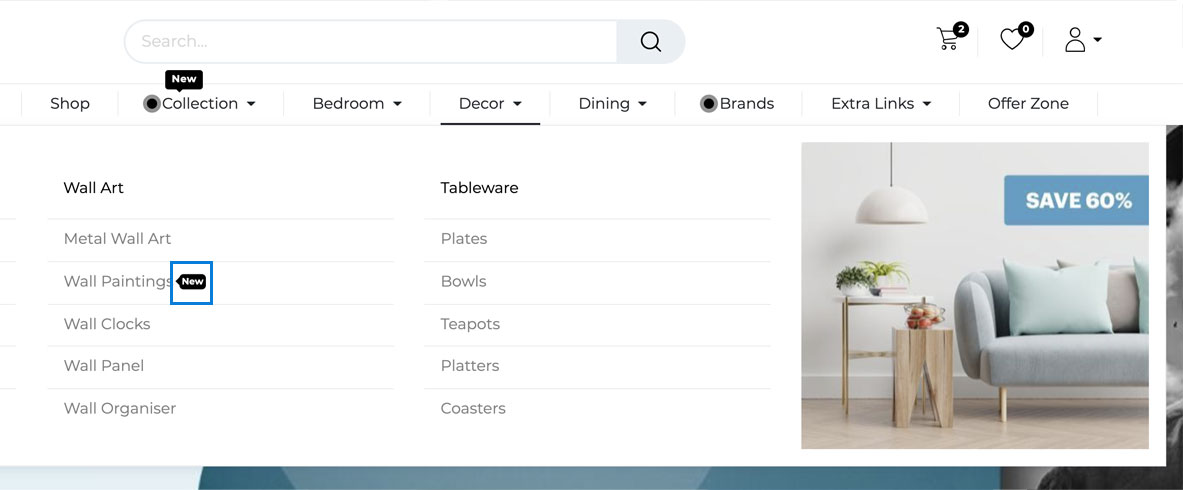 Search...
2
0
New
Shop
Collection
Bedroom
Decor
Dining
Brands
Extra Links
Offer Zone
Wall Art
Metal Wall Art
Wall Paintings
New
Wall Clocks
Wall Panel
Wall Organiser
Tableware
Plates
Bowls
Teapots
Platters
Coasters
SAVE 60%